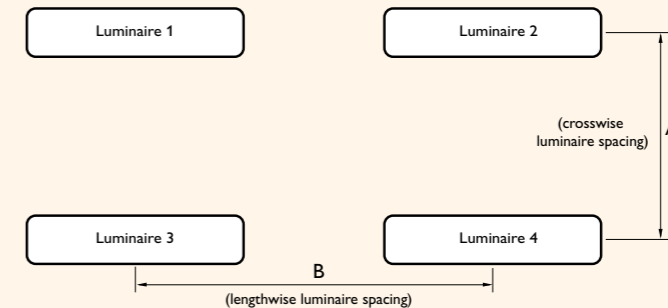 Luminaire 1
Luminaire 2
(crosswise
luminaire spacing)
Luminaire 3
Luminaire 4
B
(lengthwise luminaire spacing)